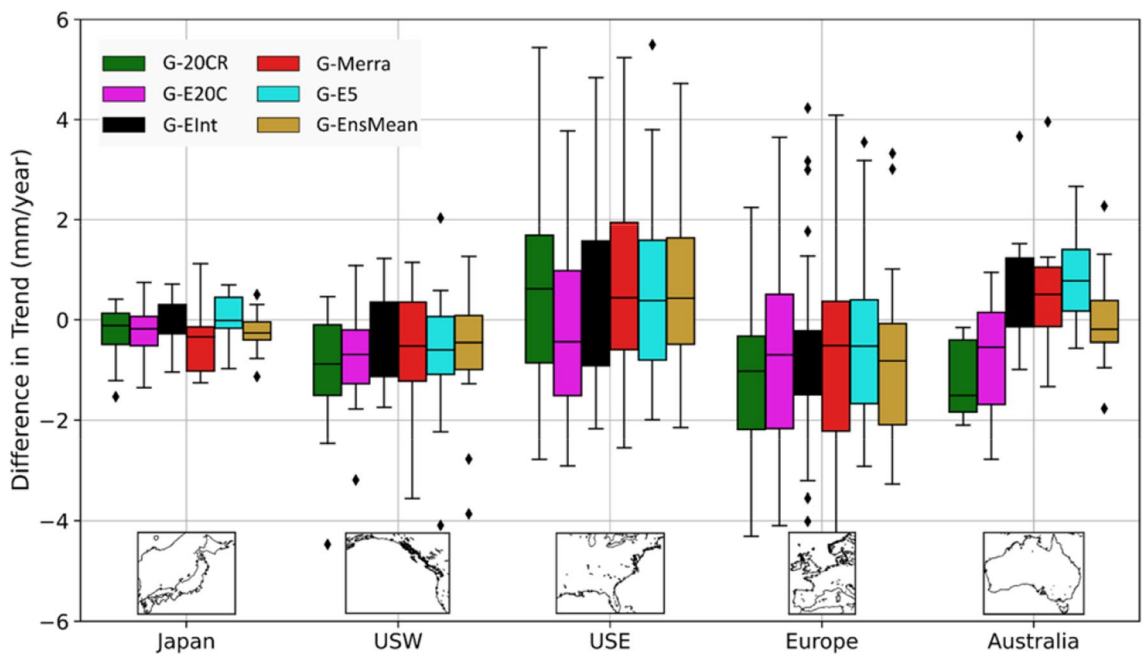 Difference in Trend (mm/year)
6
4
2
0
−2
−4
−6
G-20CR
G-Merra
G-E20C
G-E5
G-EInt
G-EnsMean
Japan
USW
USE
Europe
Australia